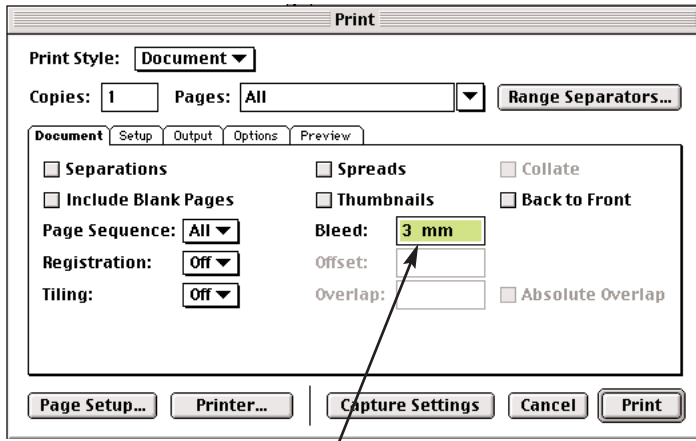 Print
Print Style: Document
Copies: 1 Pages: All Range Separators...
Document Setup Output Options Preview
Separations Spreads Collate
Include Blank Pages Thumbnails Back to Front
Page Sequence: All Bleed: 3 mm
Registration: Off Offset:
Tiling: Off Overlap: Absolute Overlap
Page Setup... Printer... Capture Settings Cancel Print